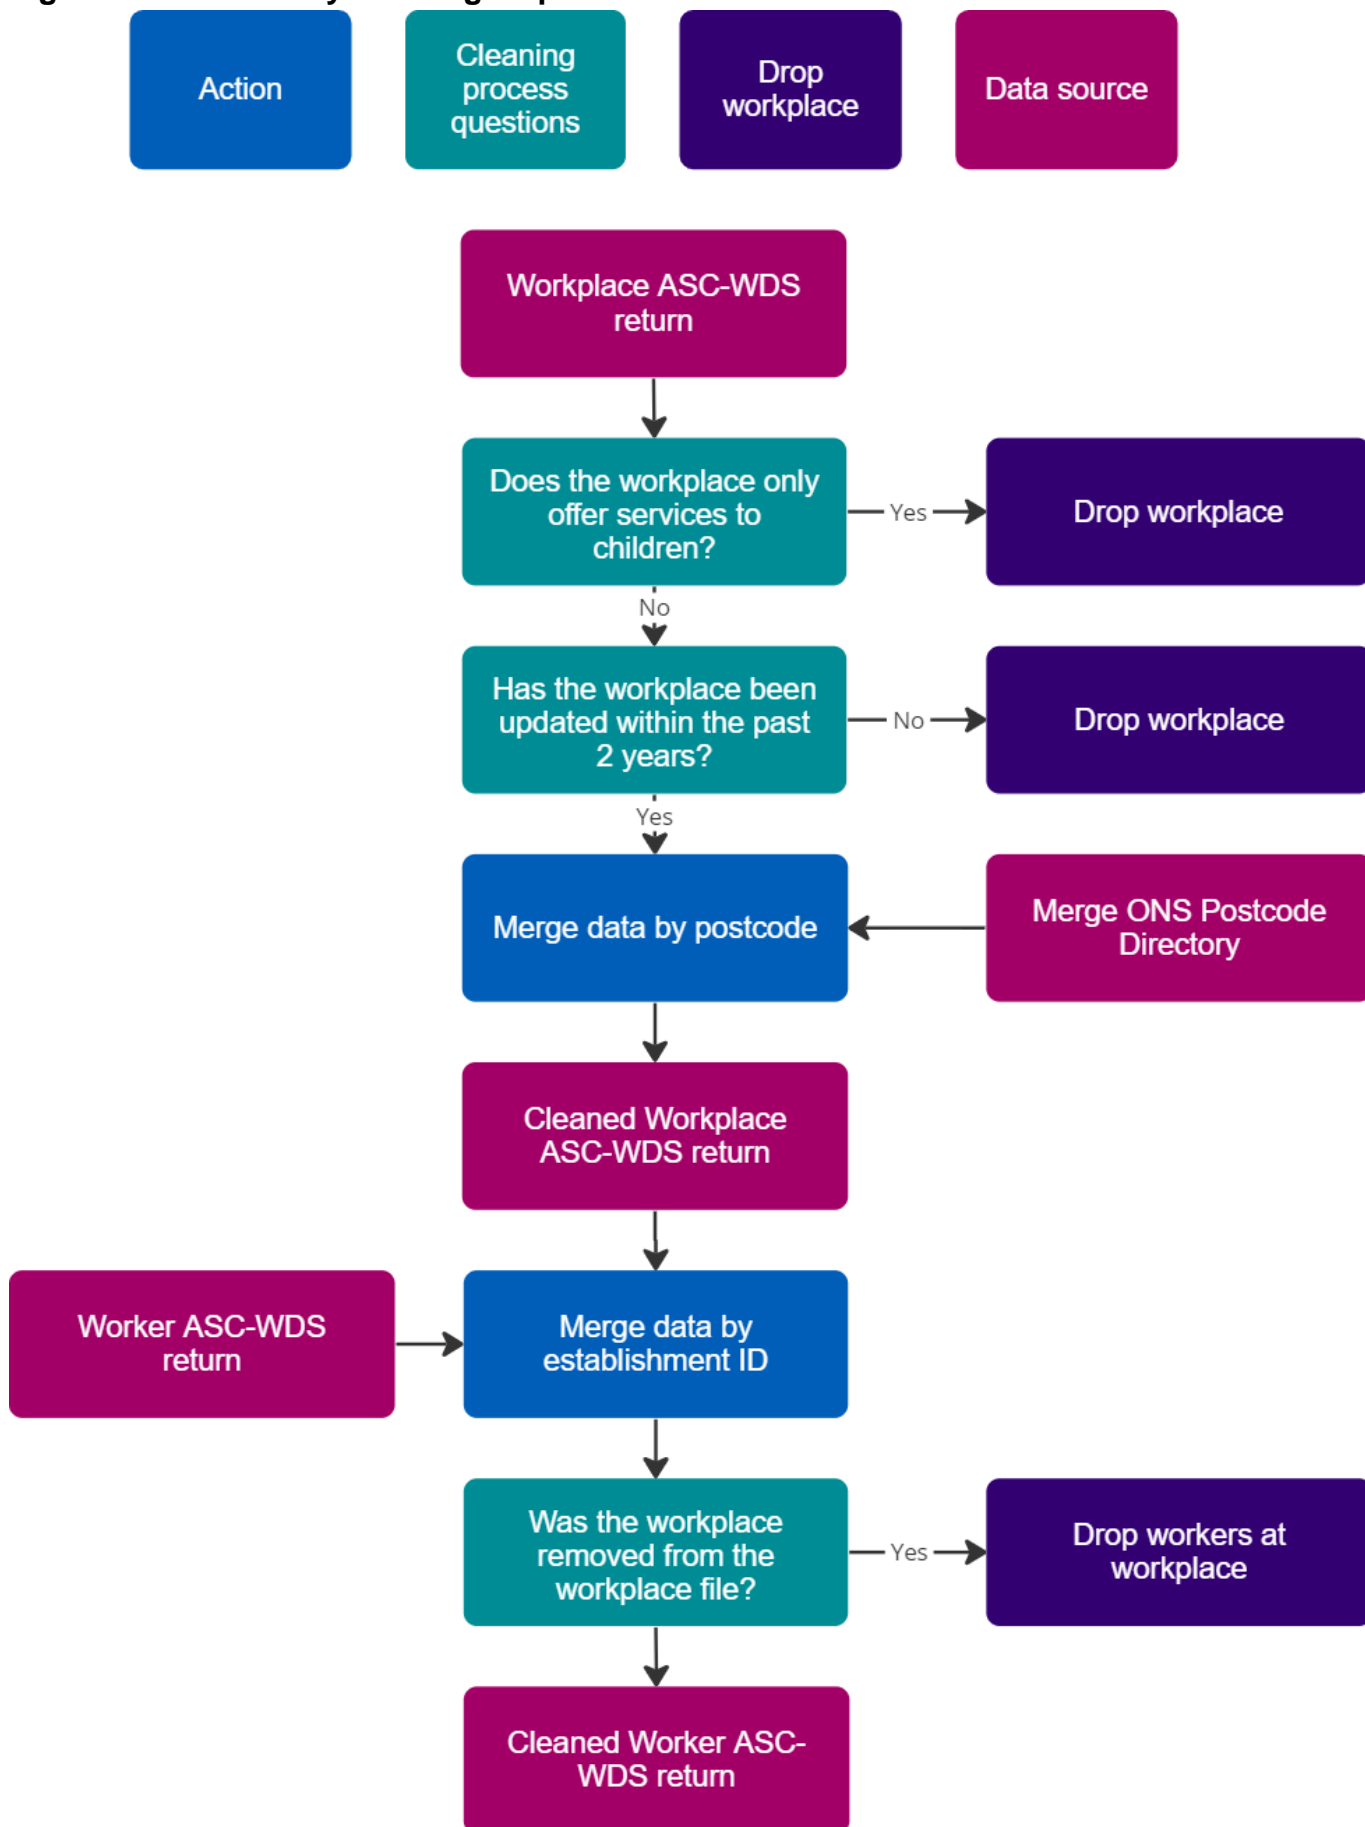 Action
Cleaning
process
questions
Drop
workplace
Data source
Workplace ASC-WDS
return
Does the workplace only
offer services to
children?
Yes
Drop workplace
No
Has the workplace been
updated within the past
2 years?
No
Drop workplace
Yes
Merge data by postcode
Merge ONS Postcode
Directory
Cleaned Workplace
ASC-WDS return
Worker ASC-WDS
return
Merge data by
establishment ID
Was the workplace
removed from the
workplace file?
Yes
Drop workers at
workplace
Cleaned Worker ASC-
WDS return